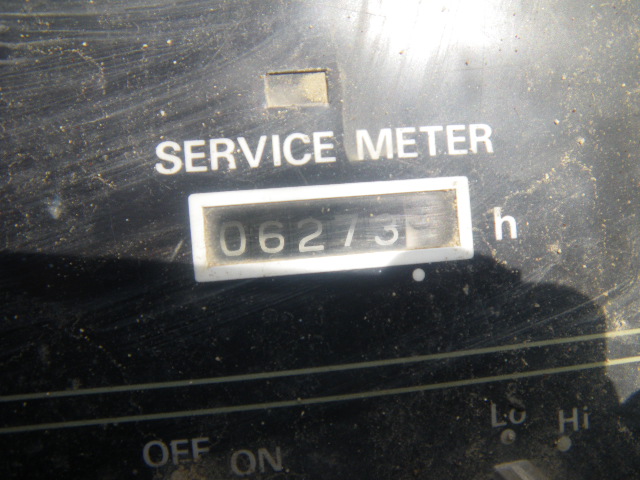 SERVICE METER
06273 h
Lo Hi
OFF ON